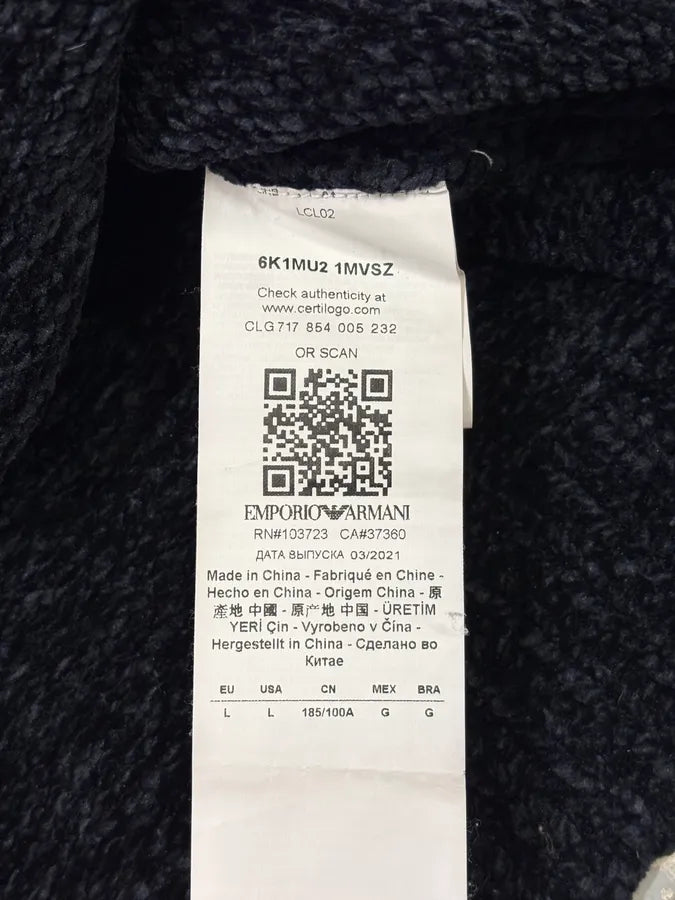 LCL02
6K1MU2 1MVSZ
Check authenticity at
www.certilogo.com
CLG 717 854 005 232
OR SCAN
EMPORIO ARMANI
RN#103723 CA#37360
ДАТА ВЫПУСКА 03/2021
Made in China - Fabriqué en Chine -
Hecho en China - Origem China - 原
產地 中國 - 原产地 中国 - ÜRETİM
YERİ Çin - Vyrobeno v Čína -
Hergestellt in China - Сделано во
Китае
EU USA CN MEX BRA
L L 185/100A G G